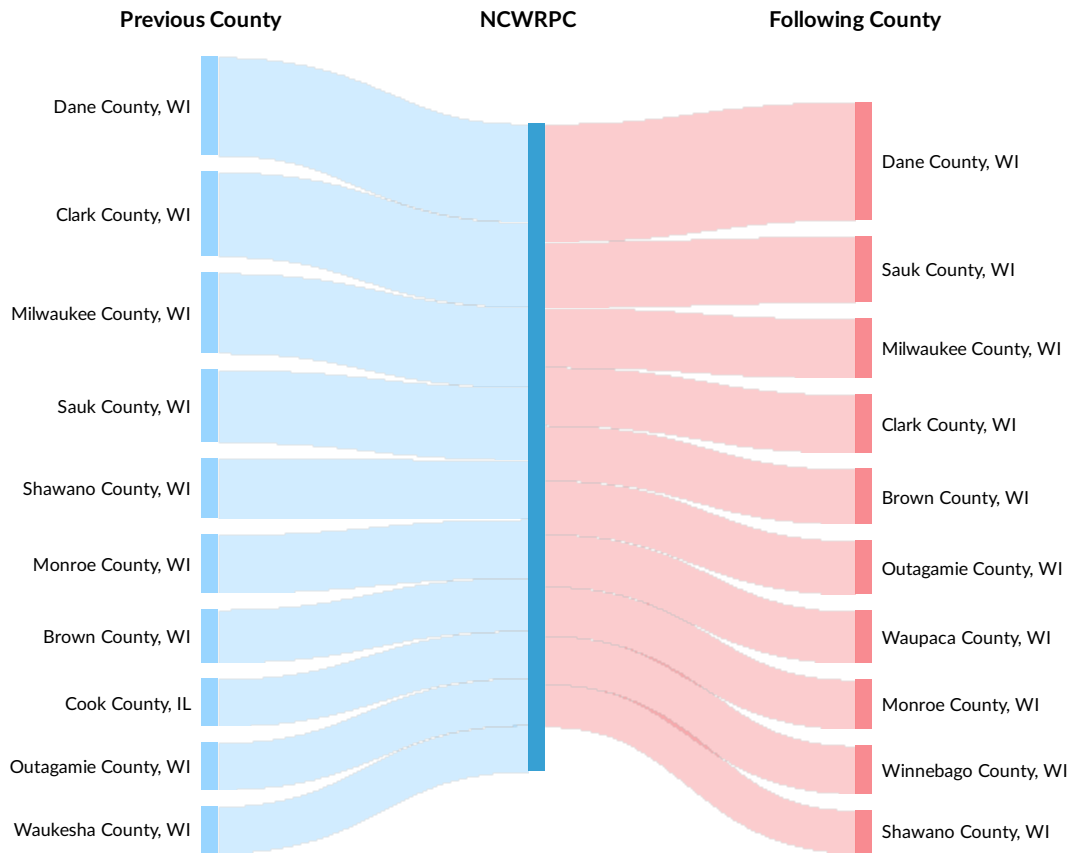 Previous County
NCWRPC
Following County
Dane County, WI
Clark County, WI
Milwaukee County, WI
Sauk County, WI
Shawano County, WI
Monroe County, WI
Brown County, WI
Cook County, IL
Outagamie County, WI
Waukesha County, WI
Dane County, WI
Sauk County, WI
Milwaukee County, WI
Clark County, WI
Brown County, WI
Outagamie County, WI
Waupaca County, WI
Monroe County, WI
Winnebago County, WI
Shawano County, WI